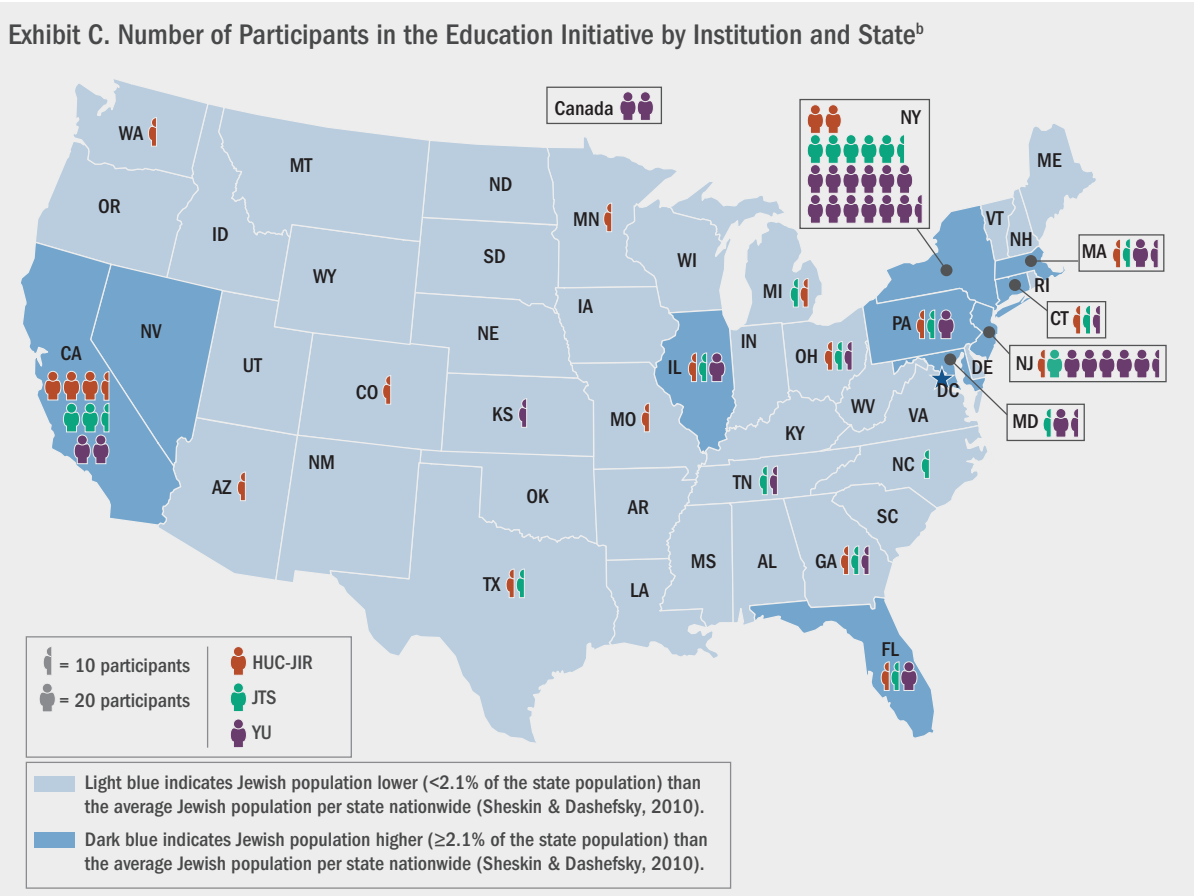 Exhibit C. Number of Participants in the Education Initiative by Institution and Stateᵇ
Canada
NY
WA
MT
ND
MN
ME
OR
ID
VT
NH
WY
SD
WI
MA
MI
RI
IA
CT
NV
NE
PA
CA
UT
IN
OH
NJ
IL
DE
CO
DC
KS
MO
WV
VA
MD
KY
NM
NC
AZ
TN
OK
AR
SC
MS
AL
GA
TX
LA
FL
= 10 participants
= 20 participants
HUC-JIR
JTS
YU
Light blue indicates Jewish population lower (<2.1% of the state population) than
the average Jewish population per state nationwide (Sheskin & Dashefsky, 2010).
Dark blue indicates Jewish population higher (≥2.1% of the state population) than
the average Jewish population per state nationwide (Sheskin & Dashefsky, 2010).